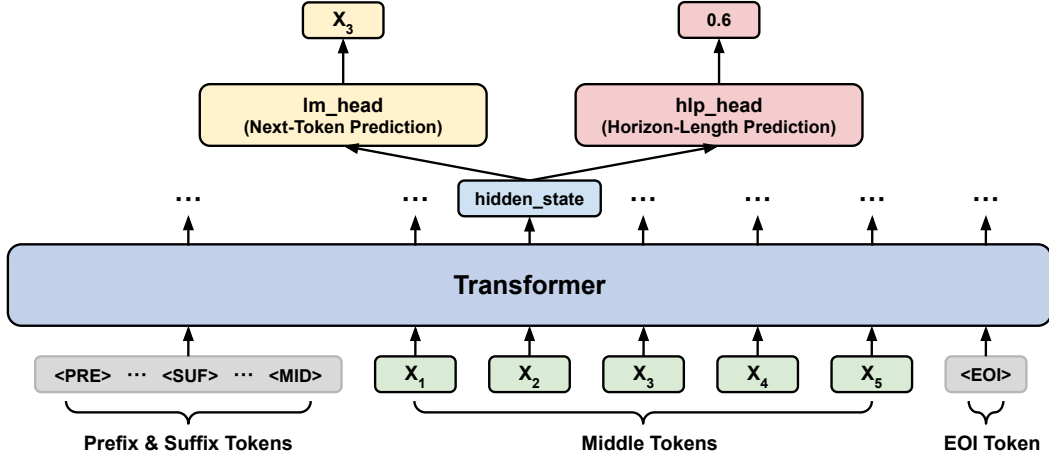 X₃ 0.6
lm_head hlp_head
(Next-Token Prediction) (Horizon-Length Prediction)
... ... hidden_state ... ... ... ...
Transformer
<PRE> ... <SUF> ... <MID> X₁ X₂ X₃ X₄ X₅ <EOI>
Prefix & Suffix Tokens Middle Tokens EOI Token